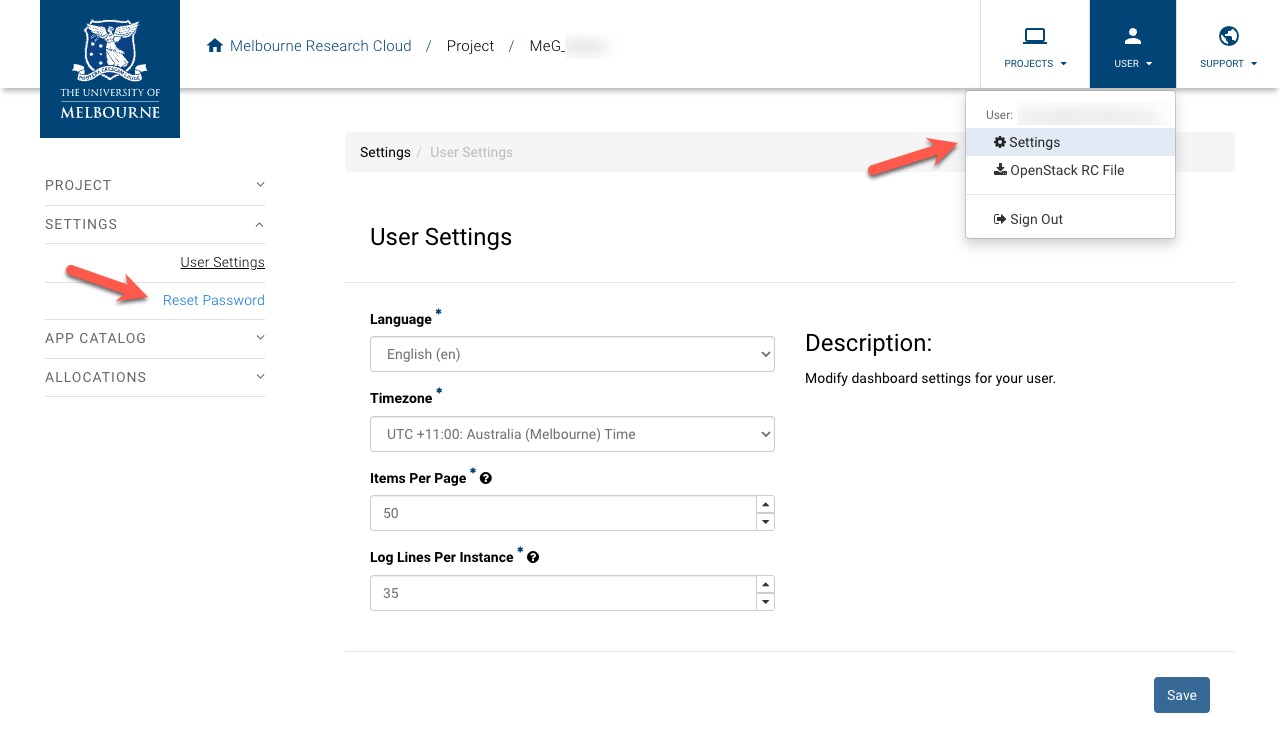 Melbourne Research Cloud / Project / MeG_
PROJECTS
USER
SUPPORT
THE UNIVERSITY OF
MELBOURNE
User:
Settings
OpenStack RC File
Sign Out
Settings / User Settings
PROJECT
SETTINGS
User Settings
Reset Password
APP CATALOG
ALLOCATIONS
User Settings
Language *
English (en)
Timezone *
UTC +11:00: Australia (Melbourne) Time
Items Per Page *
50
Log Lines Per Instance *
35
Description:
Modify dashboard settings for your user.
Save